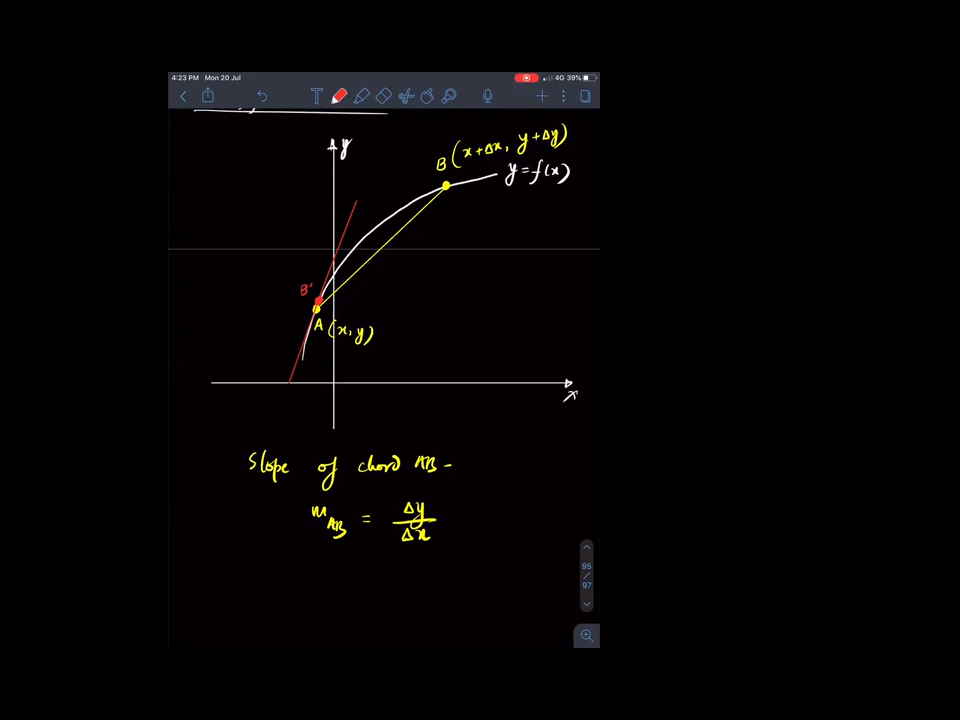 4:23 PM Mon 20 Jul 4G 39%
T
y
B (x+Δx, y+Δy)
y=f(x)
B'
A (x, y)
x
Slope of chord AB -
m_AB = Δy/Δx
95
/
97